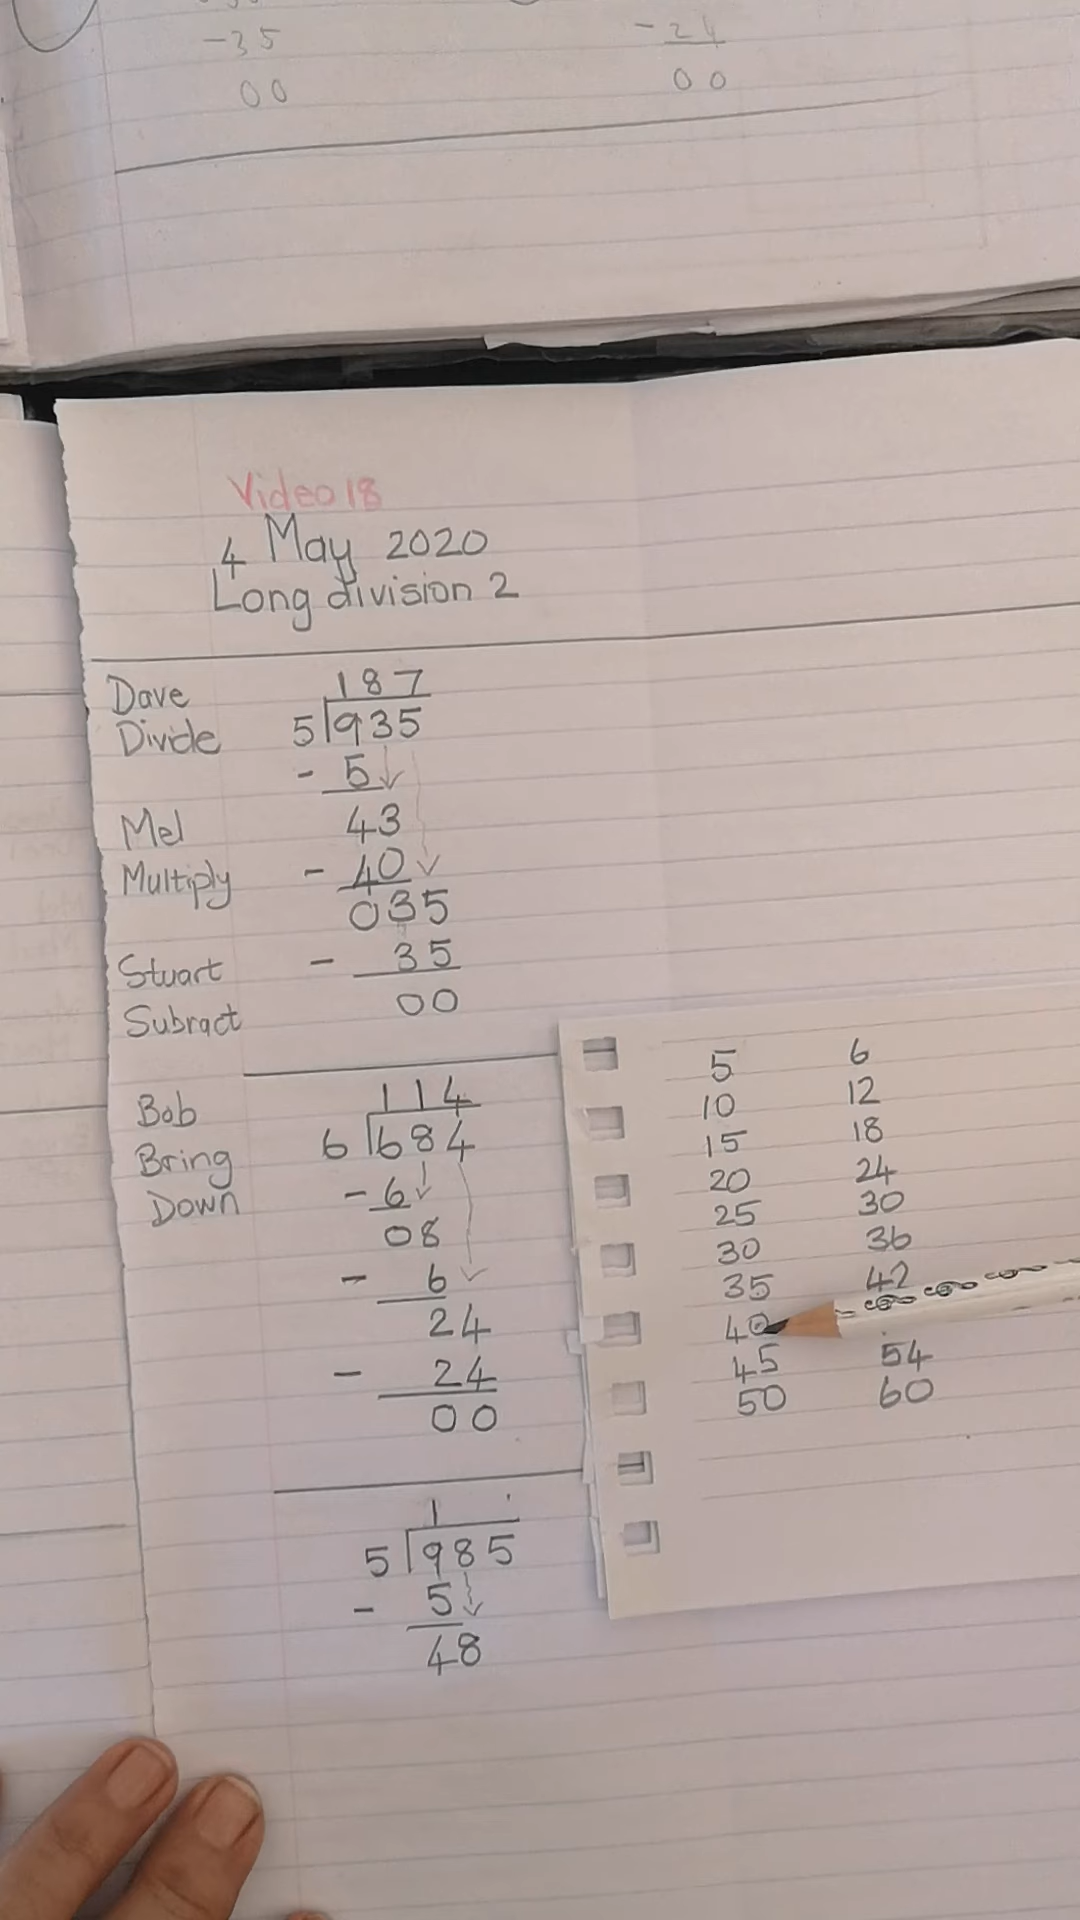 -35
00
-24
00
Video 18
4 May 2020
Long division 2
Dave
Divide
Mel
Multiply
Stuart
Subract
Bob
Bring
Down
187
5 935
- 5
43
- 40
035
- 35
00
114
6 684
- 6
08
- 6
24
- 24
00
1
5 985
- 5
48
5 6
10 12
15 18
20 24
25 30
30 36
35 42
40
45 54
50 60